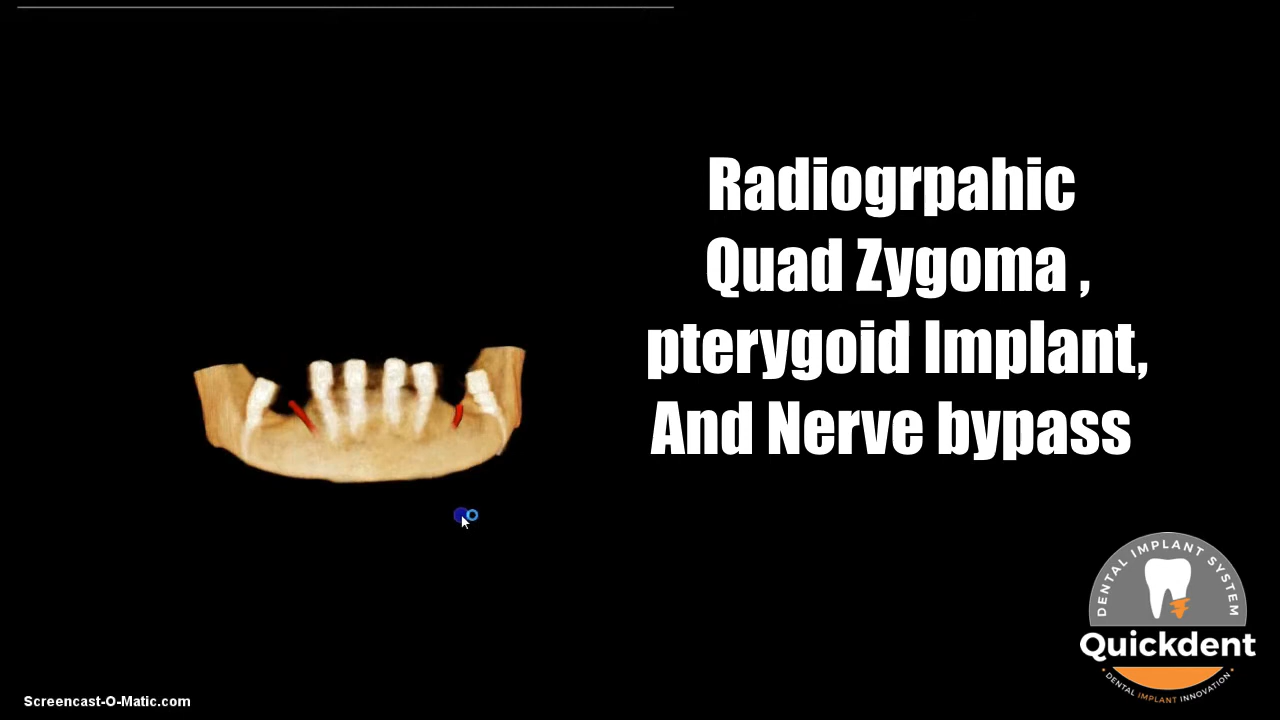 Radiogrpahic
Quad Zygoma ,
pterygoid Implant,
And Nerve bypass
DENTAL IMPLANT SYSTEM
Quickdent
DENTAL IMPLANT INNOVATION
Screencast-O-Matic.com